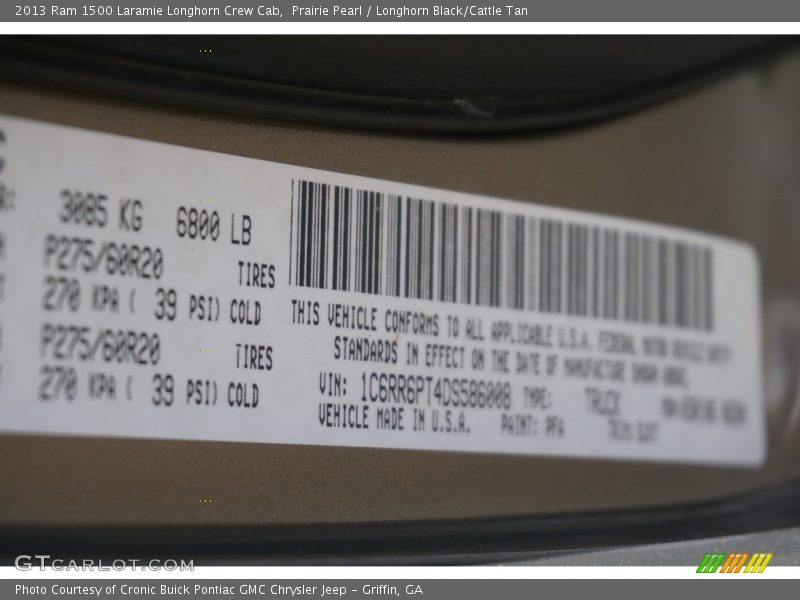 2013 Ram 1500 Laramie Longhorn Crew Cab,  Prairie Pearl / Longhorn Black/Cattle Tan
3085 KG 6800 LB
P275/60R20 TIRES
270 KPA ( 39 PSI) COLD
P275/60R20 TIRES
270 KPA ( 39 PSI) COLD
THIS VEHICLE CONFORMS TO ALL APPLICABLE U.S.A. FEDERAL MOTOR VEHICLE SAFETY
STANDARDS IN EFFECT ON THE DATE OF MANUFACTURE SHOWN ABOVE.
VIN: 1C6RR6PT4DS586008 TYPE: TRUCK
VEHICLE MADE IN U.S.A. PAINT: PFA
GTCARLOT.COM
Photo Courtesy of Cronic Buick Pontiac GMC Chrysler Jeep - Griffin, GA